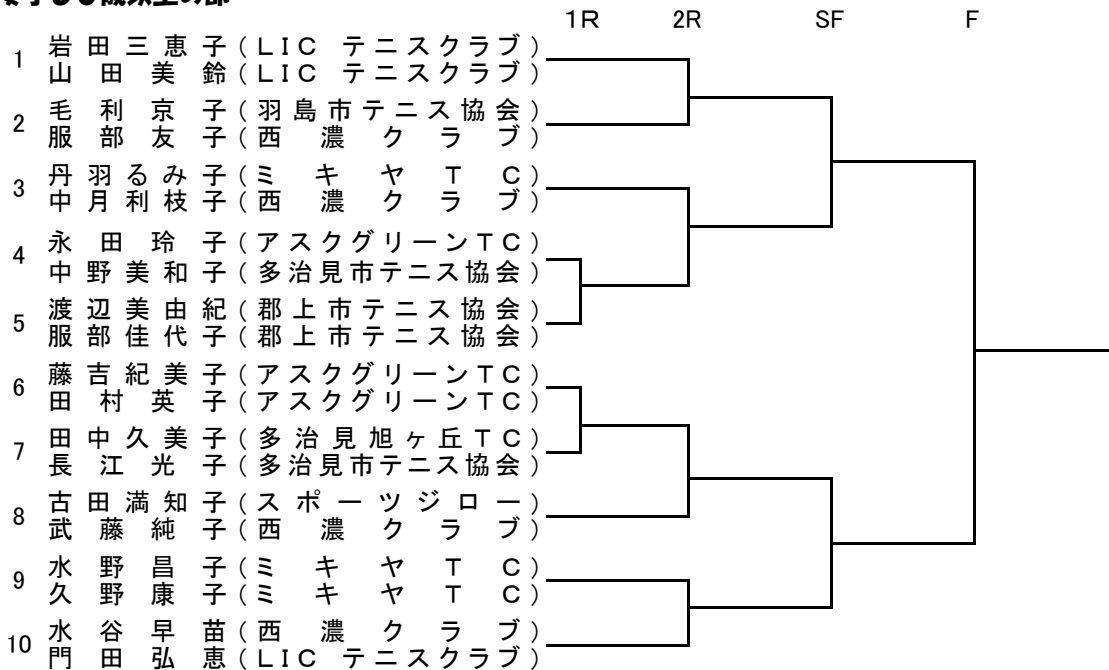 1R 2R SF F
1 岩田三恵子(LIC テニスクラブ)
山田美鈴(LIC テニスクラブ)
2 毛利京子(羽島市テニス協会)
服部友子(西濃クラブ)
3 丹羽るみ子(ミキヤTC)
中月利枝子(西濃クラブ)
4 永田玲子(アスクグリーンTC)
中野美和子(多治見市テニス協会)
5 渡辺美由紀(郡上市テニス協会)
服部佳代子(郡上市テニス協会)
6 藤吉紀美子(アスクグリーンTC)
田村英子(アスクグリーンTC)
7 田中久美子(多治見旭ヶ丘TC)
長江光子(多治見市テニス協会)
8 古田満知子(スポーツジロー)
武藤純子(西濃クラブ)
9 水野昌子(ミキヤTC)
久野康子(ミキヤTC)
10 水谷早苗(西濃クラブ)
門田弘恵(LIC テニスクラブ)